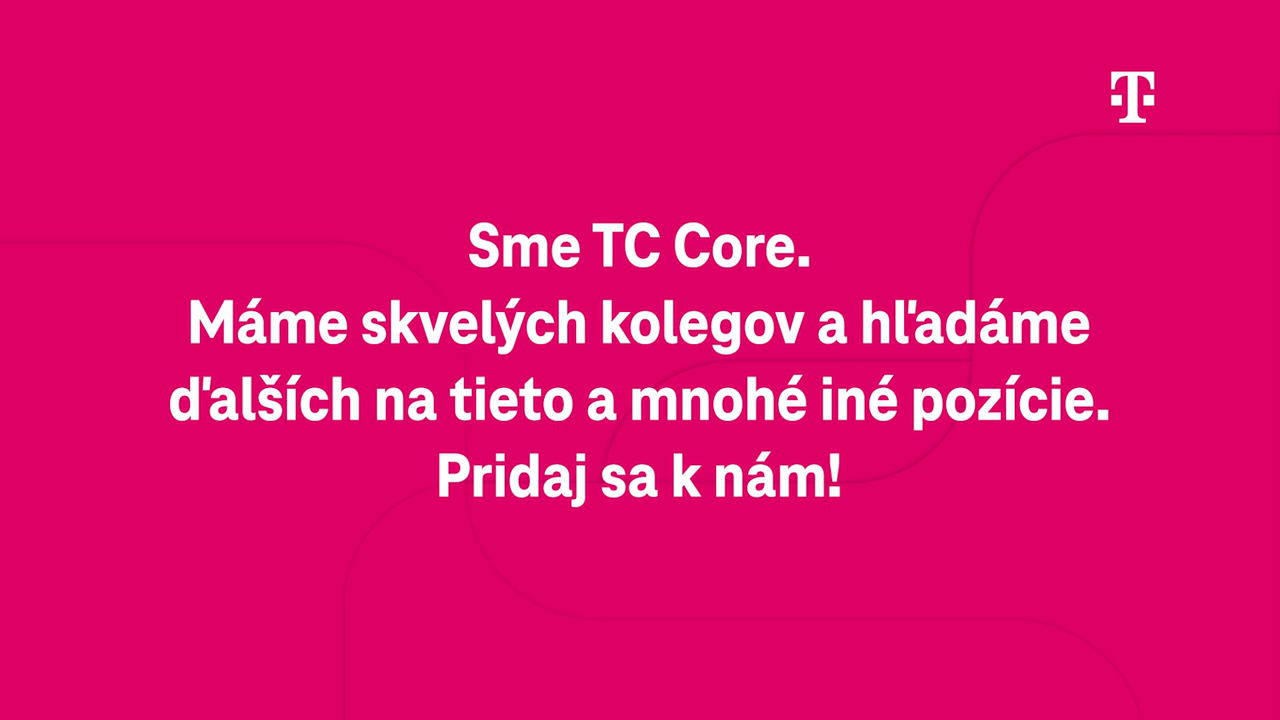 T
Sme TC Core.
Máme skvelých kolegov a hľadáme
ďalších na tieto a mnohé iné pozície.
Pridaj sa k nám!